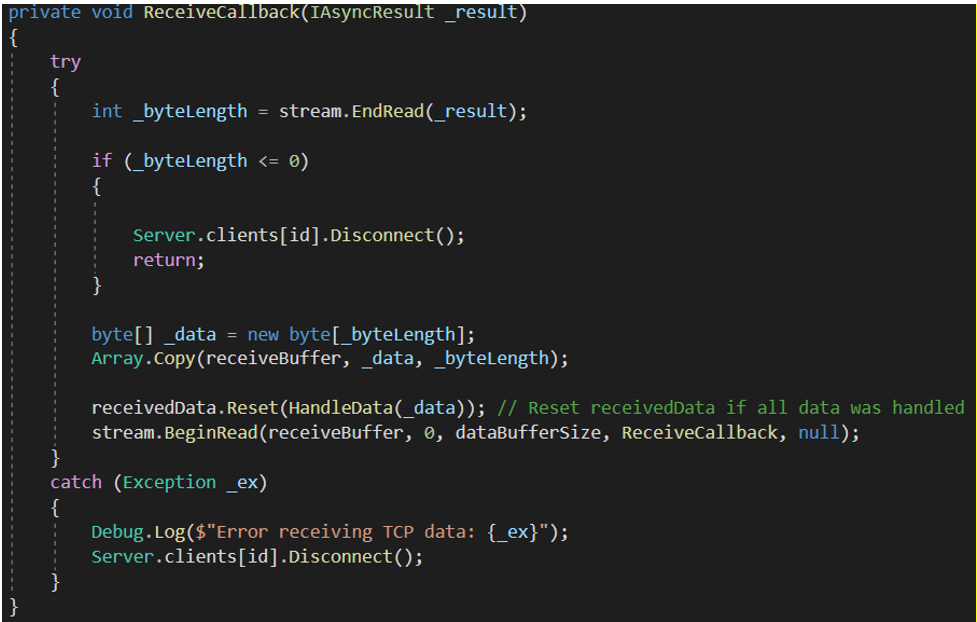 private void ReceiveCallback(IAsyncResult _result)
{
try
{
int _byteLength = stream.EndRead(_result);
if (_byteLength <= 0)
{
Server.clients[id].Disconnect();
return;
}
byte[] _data = new byte[_byteLength];
Array.Copy(receiveBuffer, _data, _byteLength);
receivedData.Reset(HandleData(_data)); // Reset receivedData if all data was handled
stream.BeginRead(receiveBuffer, 0, dataBufferSize, ReceiveCallback, null);
}
catch (Exception _ex)
{
Debug.Log($"Error receiving TCP data: {_ex}");
Server.clients[id].Disconnect();
}
}